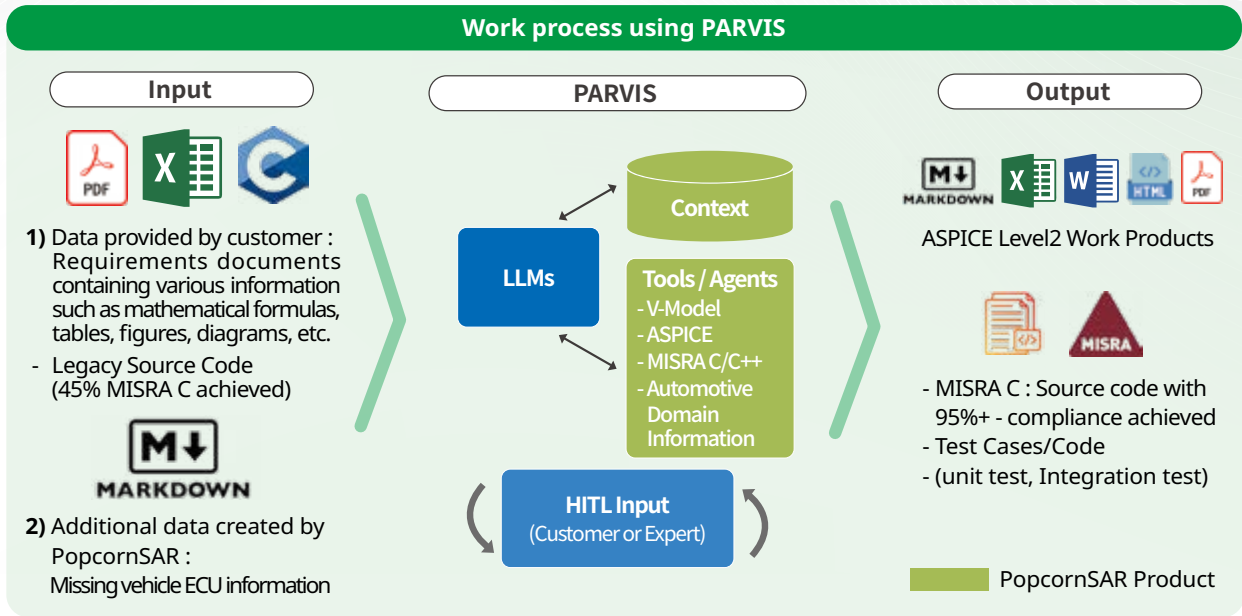 Work process using PARVIS
Input
PDF
X
C
1) Data provided by customer :
Requirements documents
containing various information
such as mathematical formulas,
tables, figures, diagrams, etc.
- Legacy Source Code
(45% MISRA C achieved)
M
MARKDOWN
2) Additional data created by
PopcornSAR :
Missing vehicle ECU information
PARVIS
Context
LLMs
Tools / Agents
- V-Model
- ASPICE
- MISRA C/C++
- Automotive
Domain
Information
HITL Input
(Customer or Expert)
Output
M
MARKDOWN
X
W
</>
HTML
PDF
ASPICE Level2 Work Products
</>
MISRA
- MISRA C : Source code with
95%+ - compliance achieved
- Test Cases/Code
- (unit test, Integration test)
PopcornSAR Product